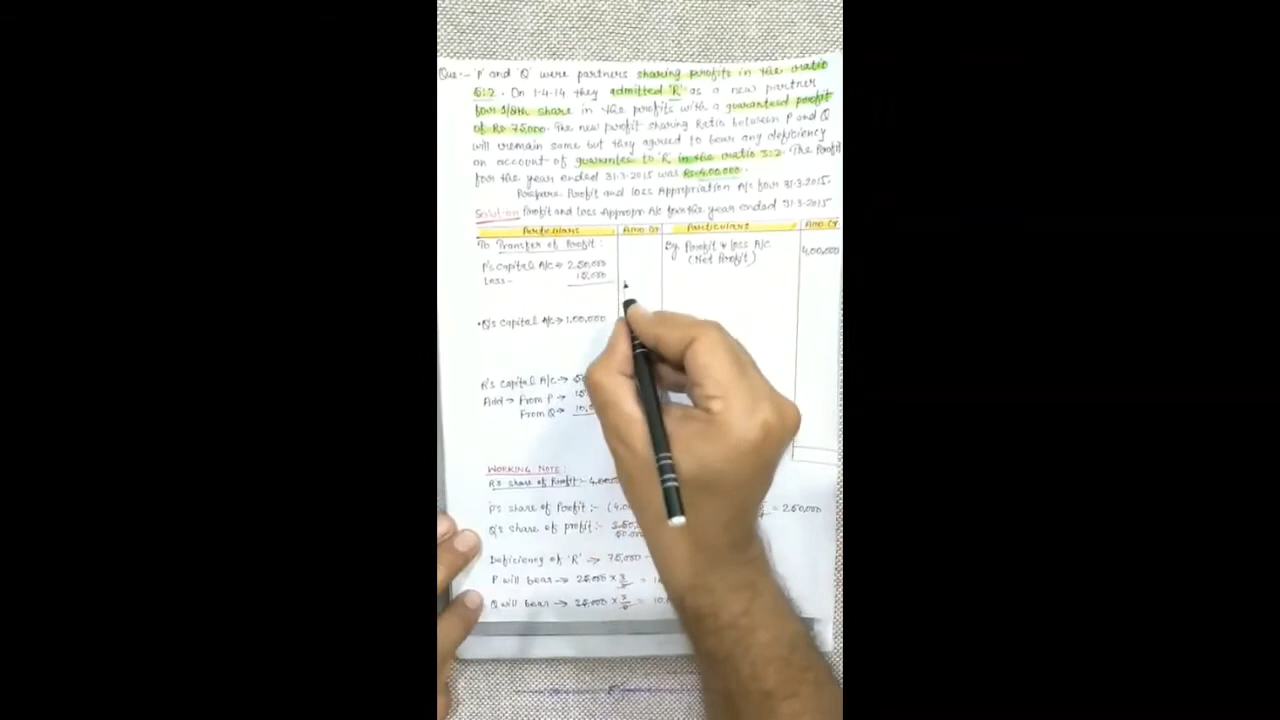 Que:- 'P' and 'Q' were partners sharing profits in the ratio
5:2. On 1-4-14 they admitted 'R' as a new partner
for 1/8th share in the profits with a guaranteed profit
of Rs 75,000. The new profit sharing Ratio between P and Q
will remain same but they agreed to bear any deficiency
on account of guarantee to 'R' in the ratio 3:2. The Profit
for the year ended 31.3.2015 was Rs.4,00,000.
Prepare Profit and loss Appropriation A/c for 31.3.2015.
Solution Profit and loss Appropr. A/c for the year ended 31-3-2015
Particulars Amo Dr Particulars Amo Cr
To Transfer of Profit: By Profit & loss A/c 4,00,000
(Net Profit)
P's Capital A/c → 2,50,000
Less- 15,000
•Q's Capital A/c → 1,00,000
R's Capital A/c →
Add → From P →
From Q →
WORKING NOTE:
R's share of Profit :-
P's share of Profit :- = 250,000
Q's share of profit :-
Deficiency of 'R' → 75,000
P will bear → 25,000 × 3/5 =
Q will bear → 25,000 × 2/5 =